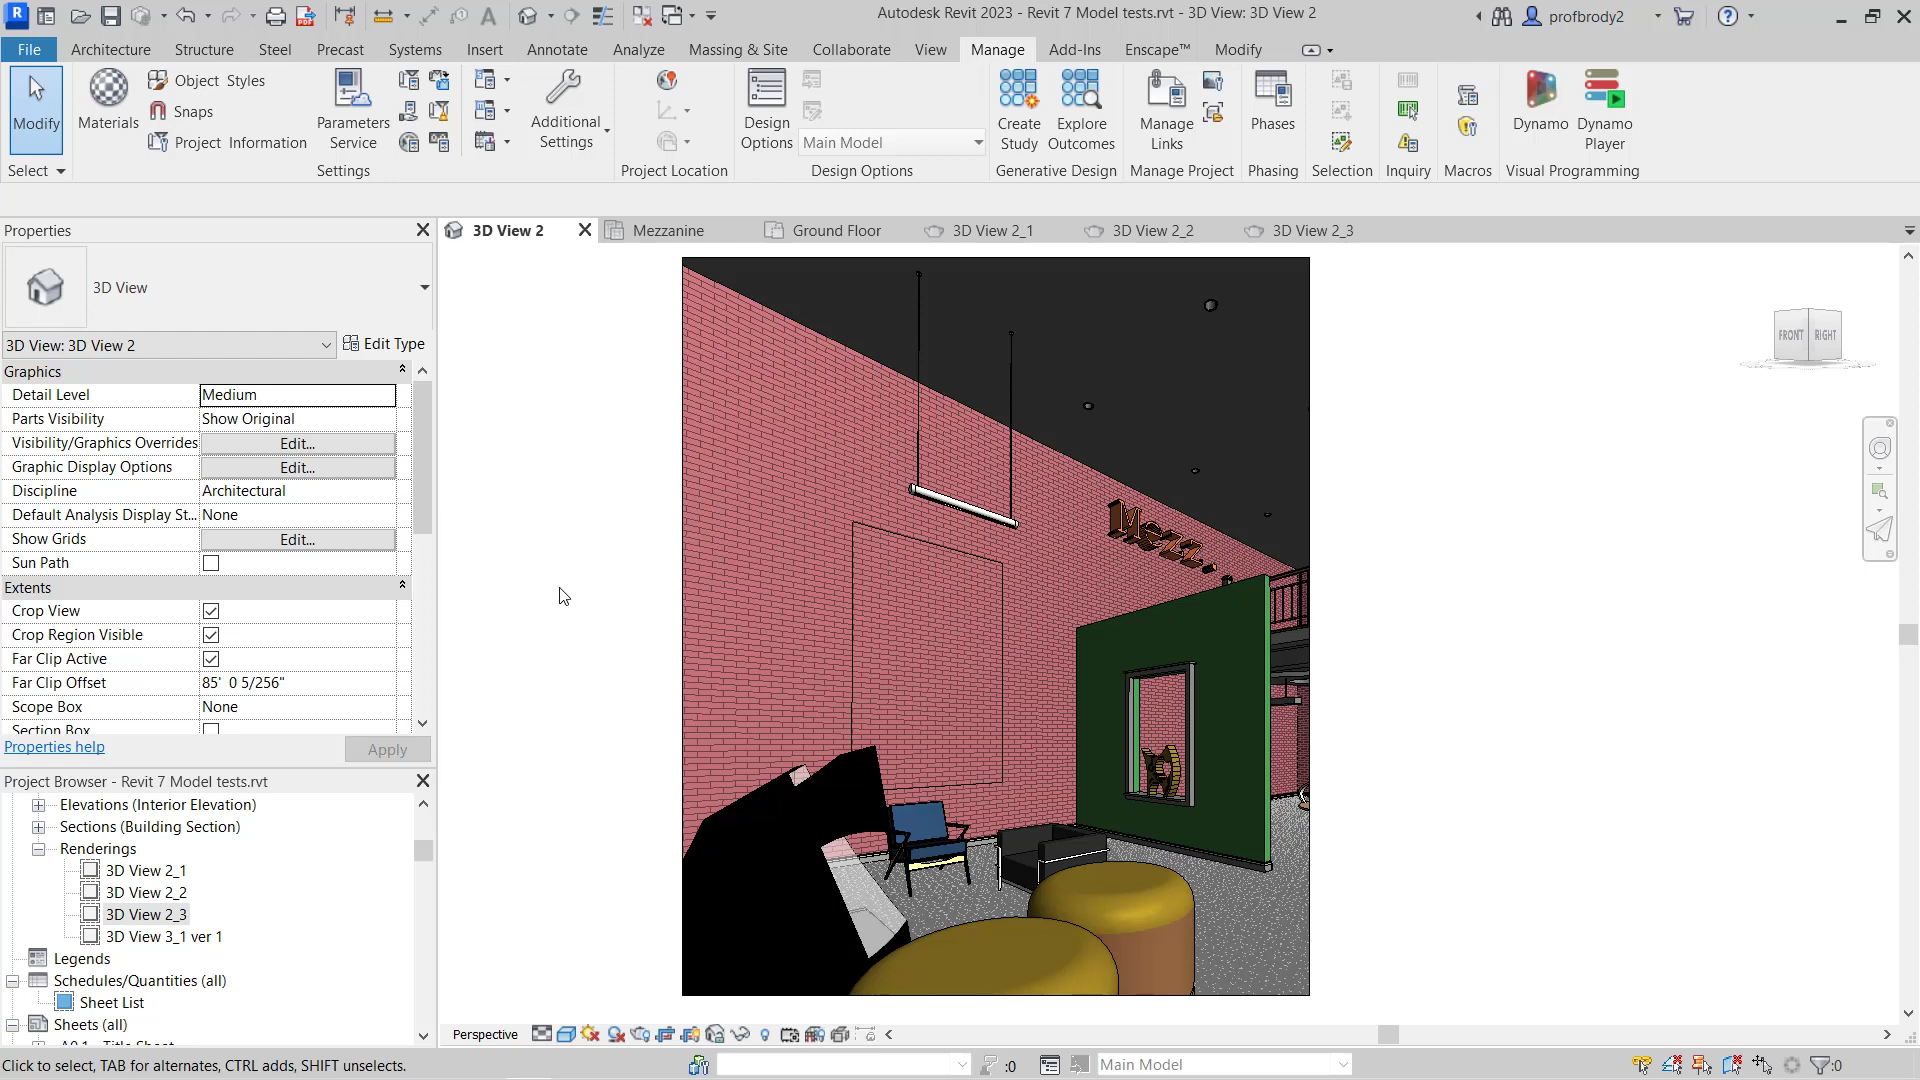 Autodesk Revit 2023 - Revit 7 Model tests.rvt - 3D View: 3D View 2
profbrody2
File Architecture Structure Steel Precast Systems Insert Annotate Analyze Massing & Site Collaborate View Manage Add-Ins Enscape™ Modify
Modify
Materials
Object Styles
Snaps
Project Information
Parameters Service
Additional Settings
Design Options
Main Model
Create Study
Explore Outcomes
Manage Links
Phases
Dynamo
Dynamo Player
Select Settings Project Location Design Options Generative Design Manage Project Phasing Selection Inquiry Macros Visual Programming
Properties
3D View
3D View: 3D View 2
Edit Type
Graphics
Detail Level Medium
Parts Visibility Show Original
Visibility/Graphics Overrides Edit...
Graphic Display Options Edit...
Discipline Architectural
Default Analysis Display St... None
Show Grids Edit...
Sun Path
Extents
Crop View
Crop Region Visible
Far Clip Active
Far Clip Offset 85' 0 5/256"
Scope Box None
Section Box
Properties help
Apply
Project Browser - Revit 7 Model tests.rvt
Elevations (Interior Elevation)
Sections (Building Section)
Renderings
3D View 2_1
3D View 2_2
3D View 2_3
3D View 3_1 ver 1
Legends
Schedules/Quantities (all)
Sheet List
Sheets (all)
3D View 2 Mezzanine Ground Floor 3D View 2_1 3D View 2_2 3D View 2_3
FRONT RIGHT
Mezz.
Perspective
Click to select, TAB for alternates, CTRL adds, SHIFT unselects.
:0
Main Model
:0